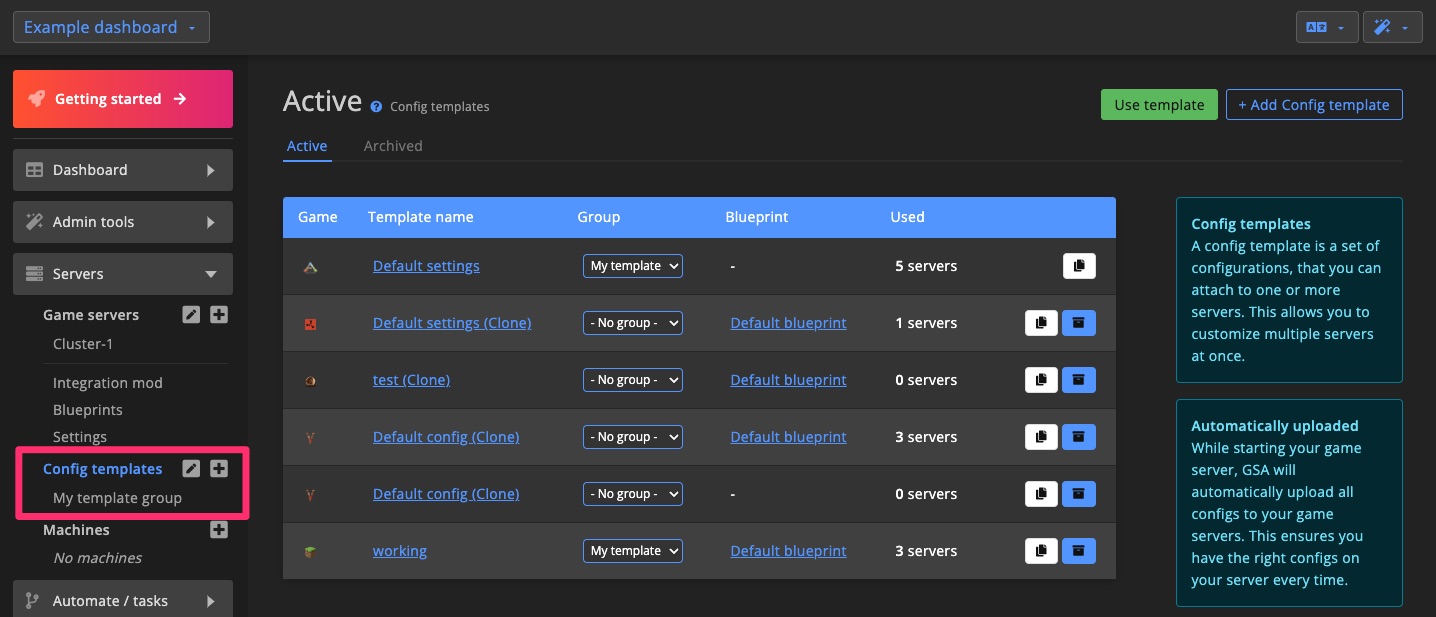 Example dashboard
Getting started
Dashboard
Admin tools
Servers
Game servers
Cluster-1
Integration mod
Blueprints
Settings
Config templates
My template group
Machines
No machines
Automate / tasks
Active ? Config templates
Use template
+ Add Config template
Active Archived
Game Template name Group Blueprint Used
Default settings My template - 5 servers
Default settings (Clone) - No group - Default blueprint 1 servers
test (Clone) - No group - Default blueprint 0 servers
Default config (Clone) - No group - Default blueprint 3 servers
Default config (Clone) - No group - - 0 servers
working My template Default blueprint 3 servers
Config templates
A config template is a set of
configurations, that you can
attach to one or more
servers. This allows you to
customize multiple servers
at once.
Automatically uploaded
While starting your game
server, GSA will
automatically upload all
configs to your game
servers. This ensures you
have the right configs on
your server every time.